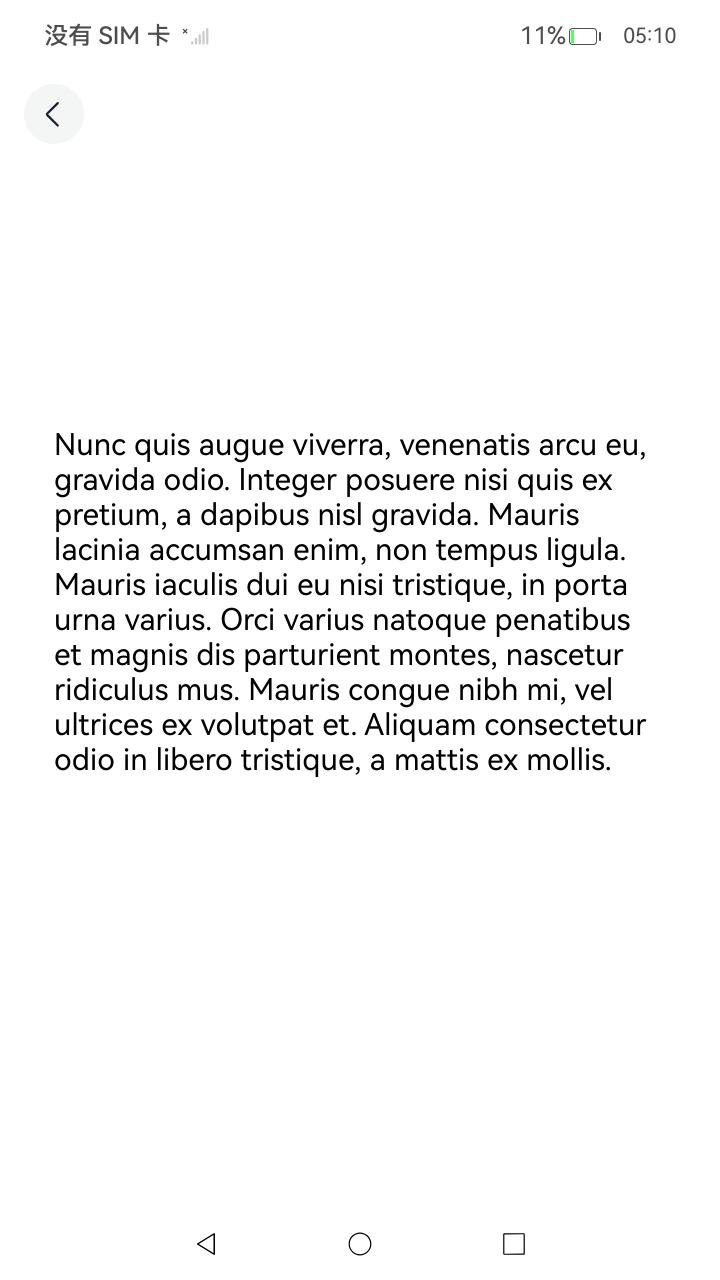 没有 SIM 卡
11%
05:10
Nunc quis augue viverra, venenatis arcu eu,
gravida odio. Integer posuere nisi quis ex
pretium, a dapibus nisl gravida. Mauris
lacinia accumsan enim, non tempus ligula.
Mauris iaculis dui eu nisi tristique, in porta
urna varius. Orci varius natoque penatibus
et magnis dis parturient montes, nascetur
ridiculus mus. Mauris congue nibh mi, vel
ultrices ex volutpat et. Aliquam consectetur
odio in libero tristique, a mattis ex mollis.